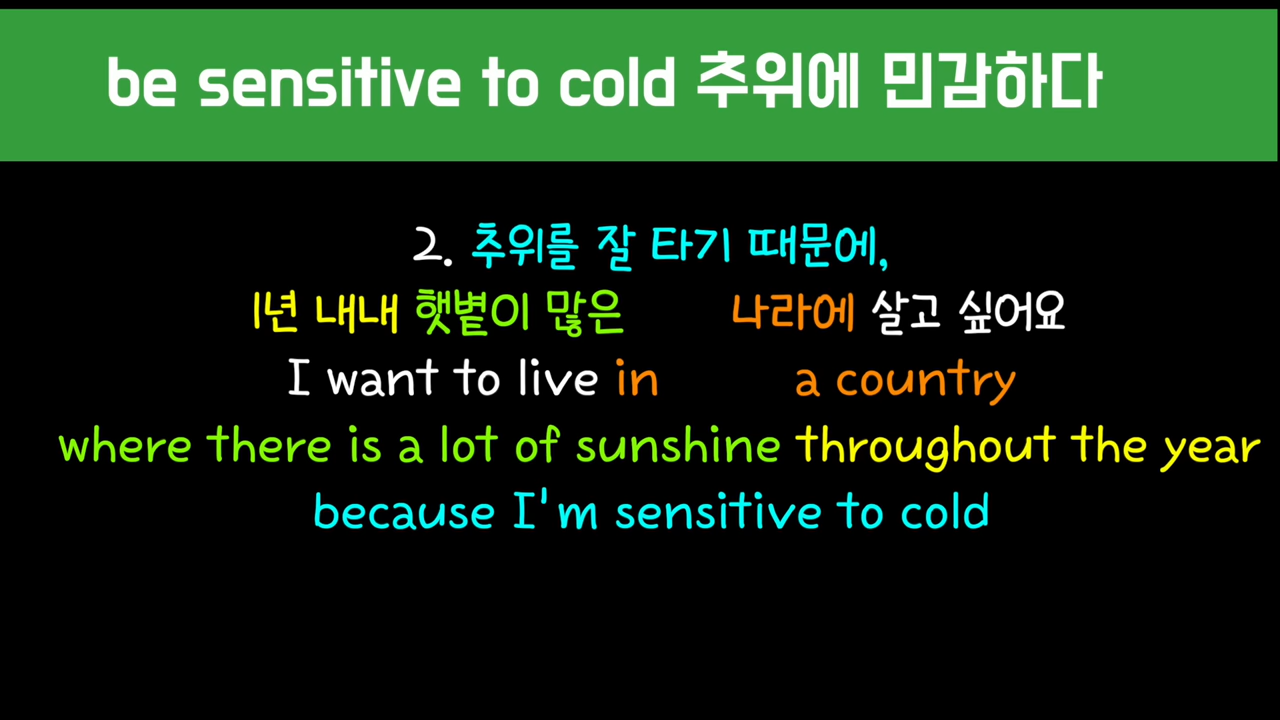 be sensitive to cold 추위에 민감하다
2. 추위를 잘 타기 때문에,
1년 내내 햇볕이 많은 나라에 살고 싶어요
I want to live in a country
where there is a lot of sunshine throughout the year
because I'm sensitive to cold